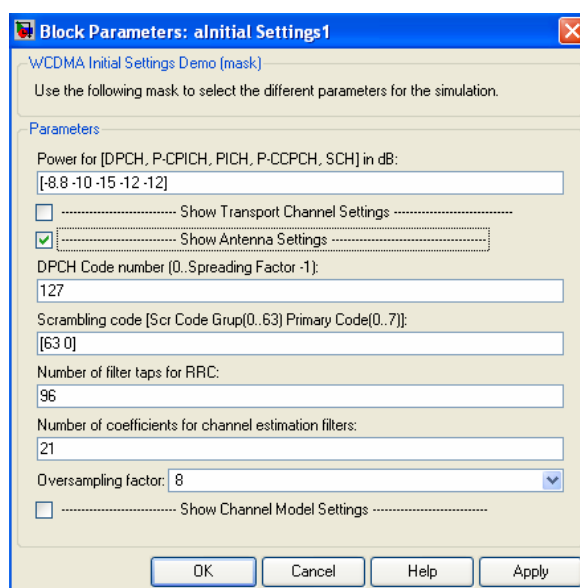 Block Parameters: aInitial Settings1
WCDMA Initial Settings Demo (mask)
Use the following mask to select the different parameters for the simulation.
Parameters
Power for [DPCH, P-CPICH, PICH, P-CCPCH, SCH] in dB:
[-8.8 -10 -15 -12 -12]
--------------------------- Show Transport Channel Settings ----------------------------
--------------------------- Show Antenna Settings -------------------------------------
DPCH Code number (0..Spreading Factor -1):
127
Scrambling code [Scr Code Grup(0..63) Primary Code(0..7)]:
[63 0]
Number of filter taps for RRC:
96
Number of coefficients for channel estimation filters:
21
Oversampling factor: 8
--------------------------- Show Channel Model Settings ---------------------------
OK Cancel Help Apply